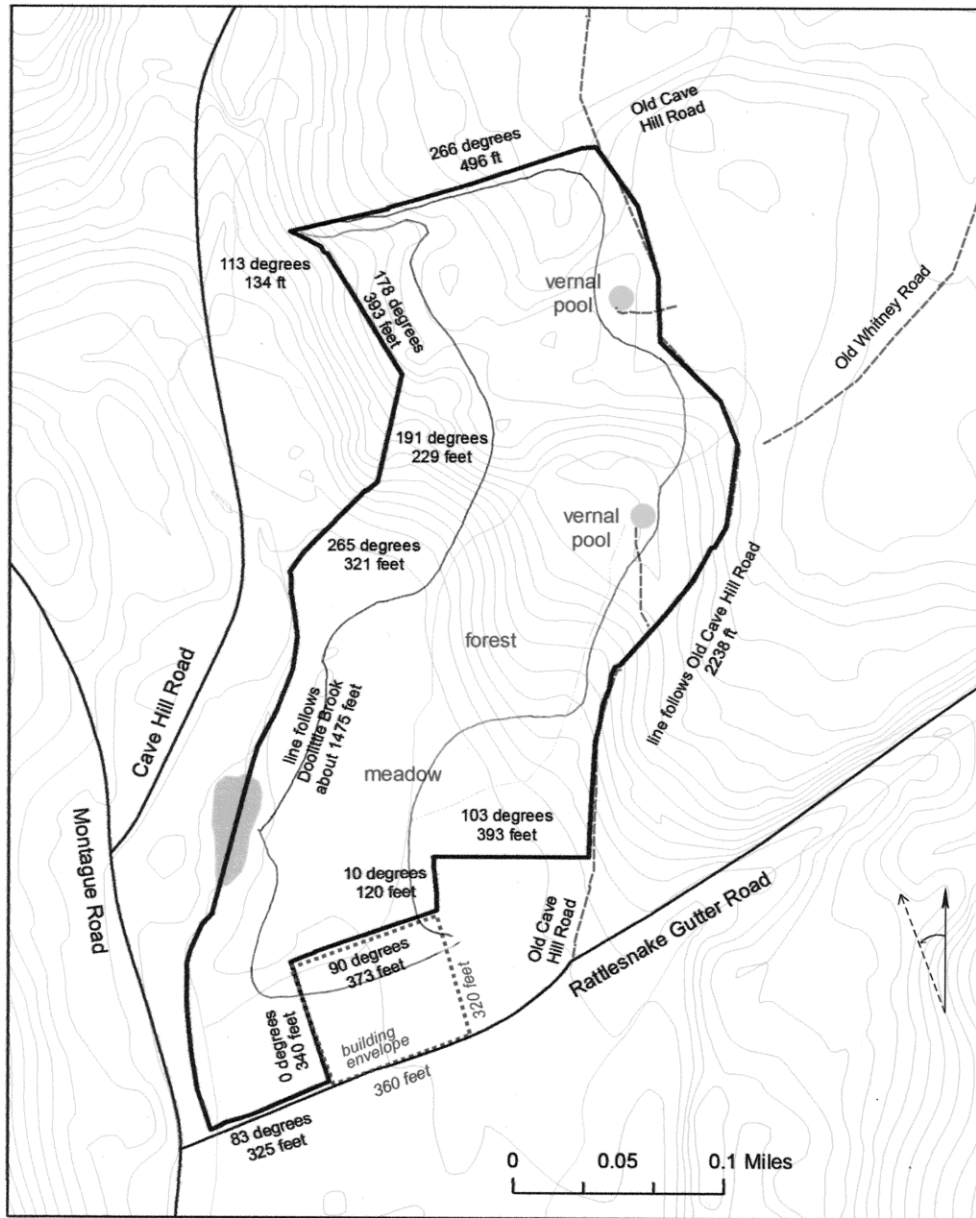 Old Cave
Hill Road
266 degrees
496 ft
113 degrees
134 ft
178 degrees
393 feet
vernal
pool
Old Whitney Road
191 degrees
229 feet
265 degrees
321 feet
vernal
pool
forest
line follows Old Cave Hill Road
2238 ft
Cave Hill Road
line follows
Doolittle Brook
about 1475 feet
meadow
Montague Road
103 degrees
393 feet
10 degrees
120 feet
Old Cave
Hill Road
Rattlesnake Gutter Road
90 degrees
373 feet
320 feet
0 degrees
340 feet
building
envelope
360 feet
83 degrees
325 feet
0 0.05 0.1 Miles